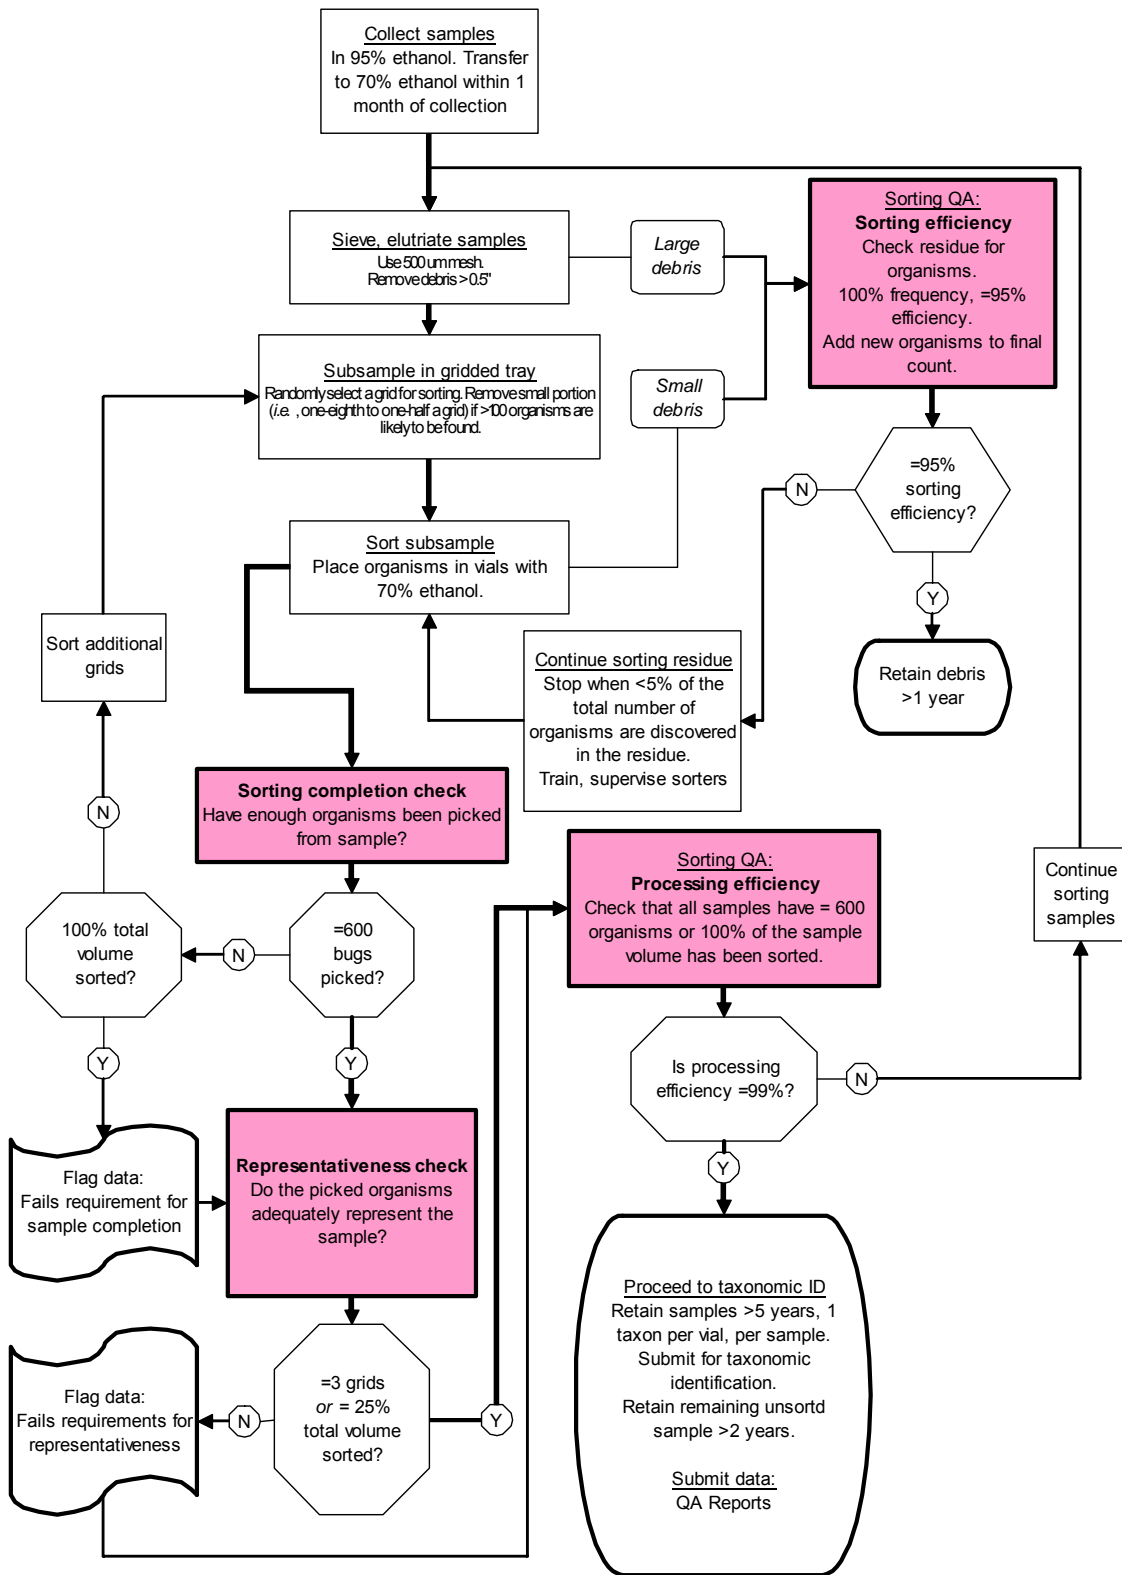 Collect samples
In 95% ethanol. Transfer
to 70% ethanol within 1
month of collection
Sieve, elutriate samples
Use 500 um mesh.
Remove debris > 0.5"
Large
debris
Sorting QA:
Sorting efficiency
Check residue for
organisms.
100% frequency, =95%
efficiency.
Add new organisms to final
count.
Subsample in gridded tray
Randomly select a grid for sorting. Remove small portion
(i.e. , one-eighth to one-half a grid) if >100 organisms are
likely to be found.
Small
debris
=95%
sorting
efficiency?
N
Y
Sort subsample
Place organisms in vials with
70% ethanol.
Retain debris
>1 year
Continue sorting residue
Stop when <5% of the
total number of
organisms are discovered
in the residue.
Train, supervise sorters
Sort additional
grids
N
Sorting completion check
Have enough organisms been picked
from sample?
100% total
volume
sorted?
N
=600
bugs
picked?
Y
Y
Sorting QA:
Processing efficiency
Check that all samples have = 600
organisms or 100% of the sample
volume has been sorted.
Continue
sorting
samples
Is processing
efficiency =99%?
N
Y
Flag data:
Fails requirement for
sample completion
Representativeness check
Do the picked organisms
adequately represent the
sample?
Flag data:
Fails requirements for
representativeness
N
=3 grids
or = 25%
total volume
sorted?
Y
Proceed to taxonomic ID
Retain samples >5 years, 1
taxon per vial, per sample.
Submit for taxonomic
identification.
Retain remaining unsortd
sample >2 years.
Submit data:
QA Reports